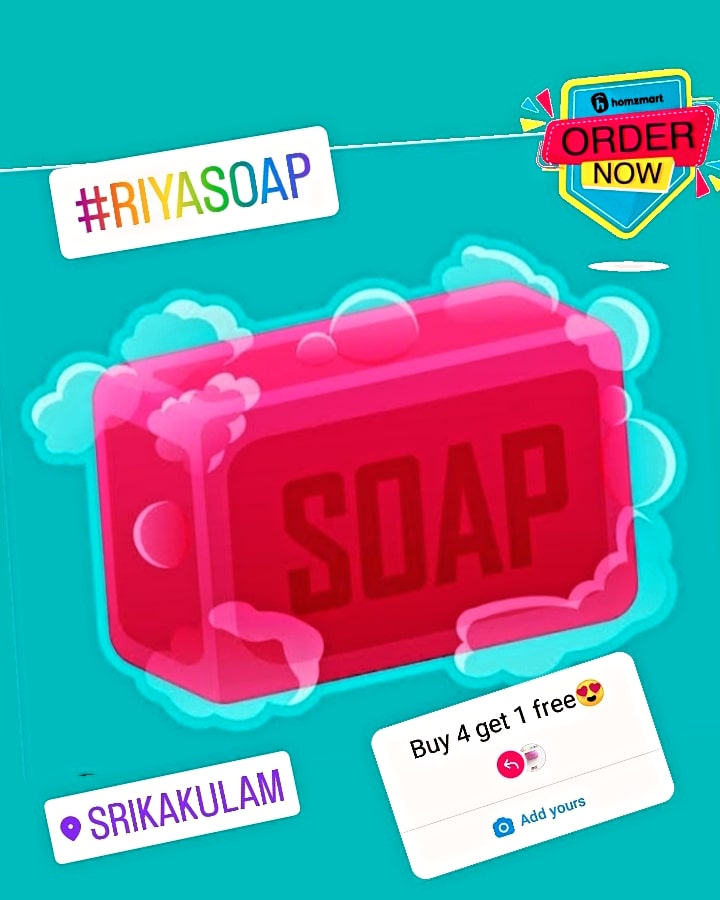 homzmart
ORDER
NOW
#RIYASOAP
SOAP
Buy 4 get 1 free😍
Add yours
SRIKAKULAM